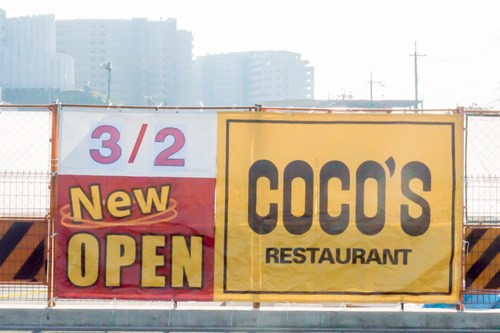 3/2
New
OPEN
COCO'S
RESTAURANT